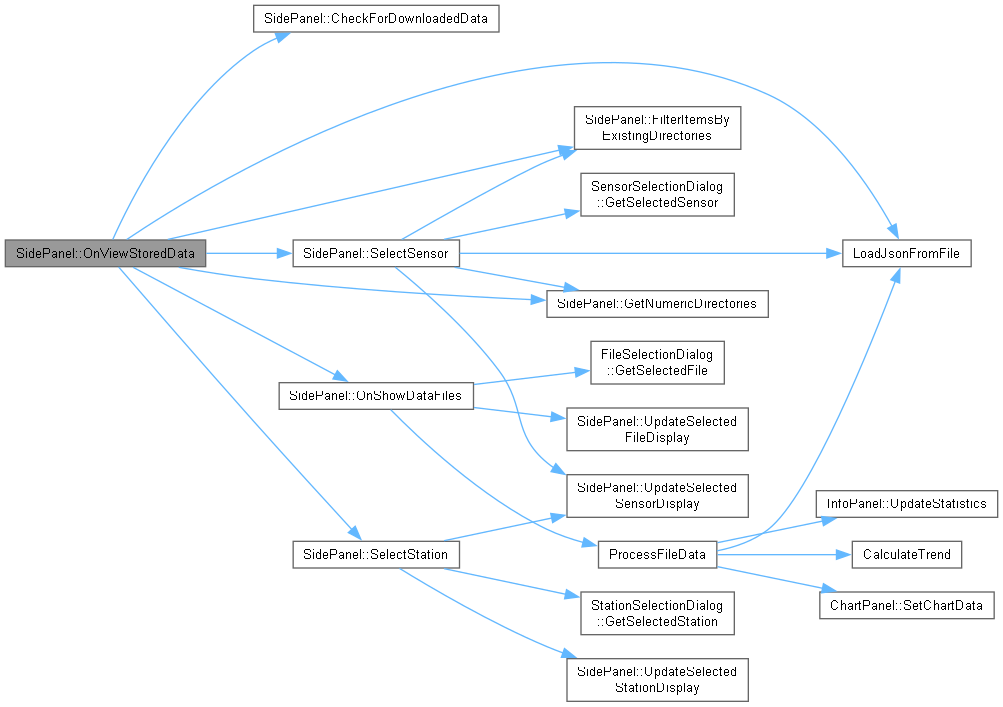 SidePanel::CheckForDownloadedData
SidePanel::FilterItemsBy
ExistingDirectories
SensorSelectionDialog
::GetSelectedSensor
SidePanel::OnViewStoredData
SidePanel::SelectSensor
LoadJsonFromFile
SidePanel::GetNumericDirectories
FileSelectionDialog
::GetSelectedFile
SidePanel::OnShowDataFiles
SidePanel::UpdateSelected
FileDisplay
SidePanel::UpdateSelected
SensorDisplay
InfoPanel::UpdateStatistics
SidePanel::SelectStation
ProcessFileData
CalculateTrend
ChartPanel::SetChartData
StationSelectionDialog
::GetSelectedStation
SidePanel::UpdateSelected
StationDisplay